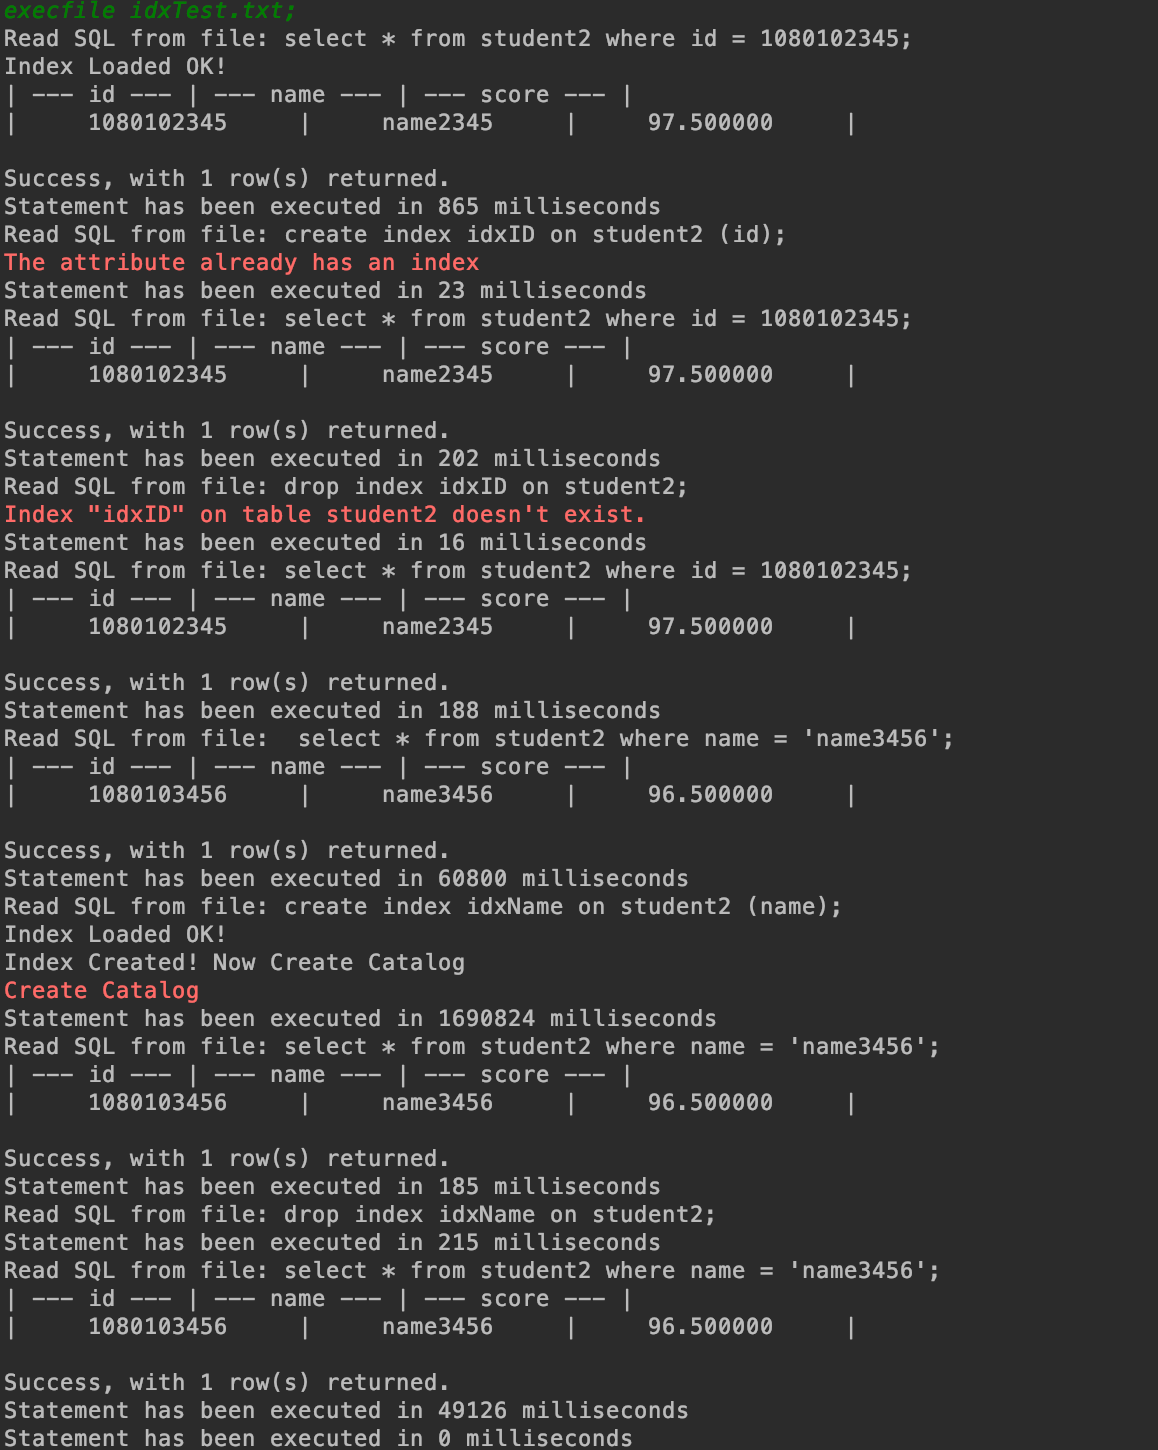 execfile idxTest.txt;
Read SQL from file: select * from student2 where id = 1080102345;
Index Loaded OK!
| --- id --- | --- name --- | --- score --- |
|     1080102345     |     name2345     |     97.500000     |
Success, with 1 row(s) returned.
Statement has been executed in 865 milliseconds
Read SQL from file: create index idxID on student2 (id);
The attribute already has an index
Statement has been executed in 23 milliseconds
Read SQL from file: select * from student2 where id = 1080102345;
| --- id --- | --- name --- | --- score --- |
|     1080102345     |     name2345     |     97.500000     |
Success, with 1 row(s) returned.
Statement has been executed in 202 milliseconds
Read SQL from file: drop index idxID on student2;
Index "idxID" on table student2 doesn't exist.
Statement has been executed in 16 milliseconds
Read SQL from file: select * from student2 where id = 1080102345;
| --- id --- | --- name --- | --- score --- |
|     1080102345     |     name2345     |     97.500000     |
Success, with 1 row(s) returned.
Statement has been executed in 188 milliseconds
Read SQL from file:  select * from student2 where name = 'name3456';
| --- id --- | --- name --- | --- score --- |
|     1080103456     |     name3456     |     96.500000     |
Success, with 1 row(s) returned.
Statement has been executed in 60800 milliseconds
Read SQL from file: create index idxName on student2 (name);
Index Loaded OK!
Index Created! Now Create Catalog
Create Catalog
Statement has been executed in 1690824 milliseconds
Read SQL from file: select * from student2 where name = 'name3456';
| --- id --- | --- name --- | --- score --- |
|     1080103456     |     name3456     |     96.500000     |
Success, with 1 row(s) returned.
Statement has been executed in 185 milliseconds
Read SQL from file: drop index idxName on student2;
Statement has been executed in 215 milliseconds
Read SQL from file: select * from student2 where name = 'name3456';
| --- id --- | --- name --- | --- score --- |
|     1080103456     |     name3456     |     96.500000     |
Success, with 1 row(s) returned.
Statement has been executed in 49126 milliseconds
Statement has been executed in 0 milliseconds